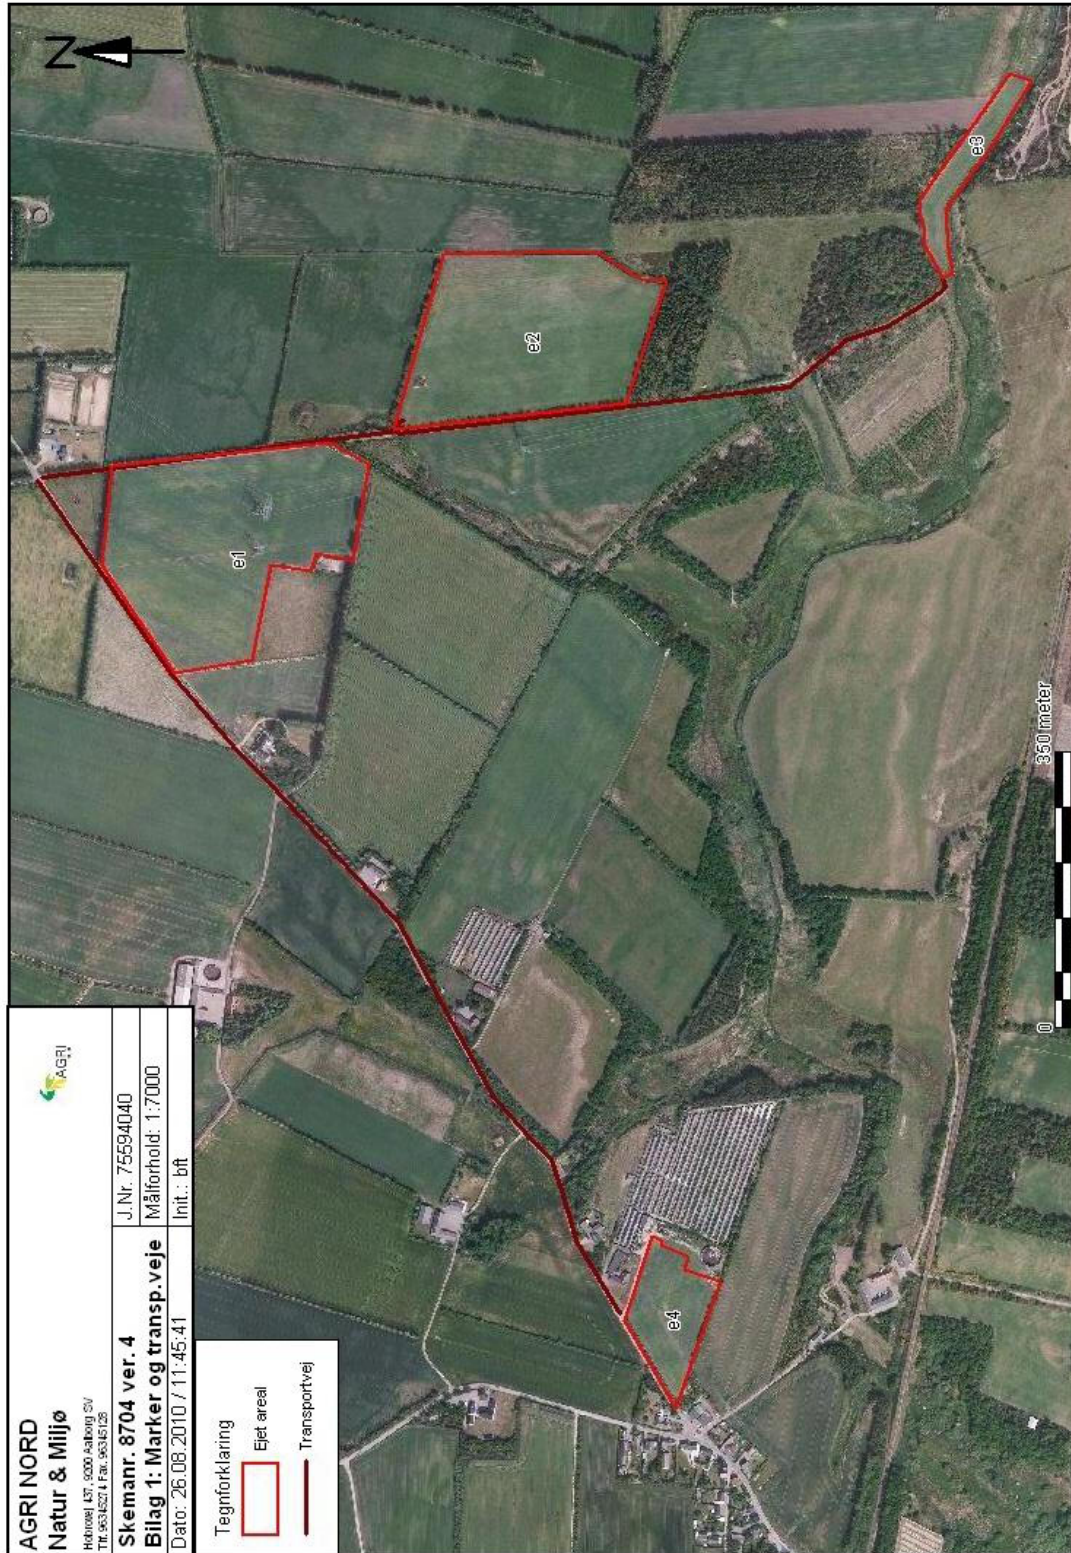 AGRI NORD
Natur & Miljø
Hobrovej 437, 9200 Aalborg SV
Tlf. 96345274 Fax. 96345128
AGRI
Skemanr. 8704 ver. 4
J.Nr. 75594040
Bilag 1: Marker og transp.veje
Målforhold: 1:7000
Dato: 26.08.2010 / 11:45:41
Init.: bft
Tegnforklaring
Ejet areal
Transportvej
N
e1
e2
e3
e4
0
350 meter